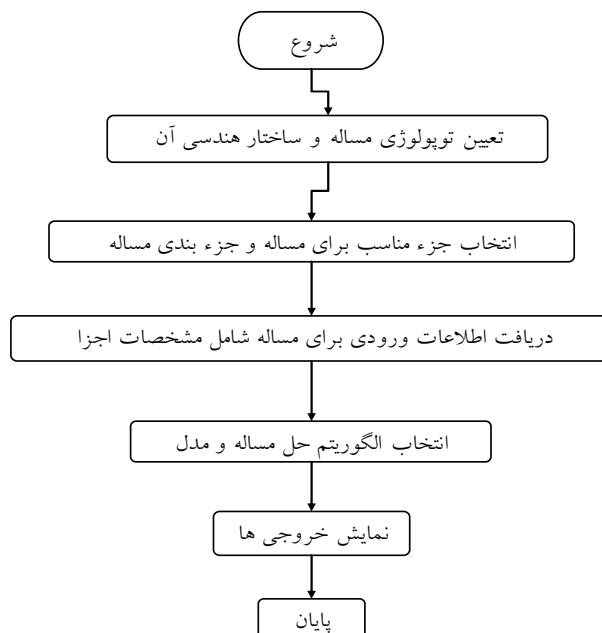 شروع
تعیین توپولوژی مساله و ساختار هندسی آن
انتخاب جزء مناسب برای مساله و جزء بندی مساله
دریافت اطلاعات ورودی برای مساله شامل مشخصات اجزا
انتخاب الگوریتم حل مساله و مدل
نمایش خروجی ها
پایان